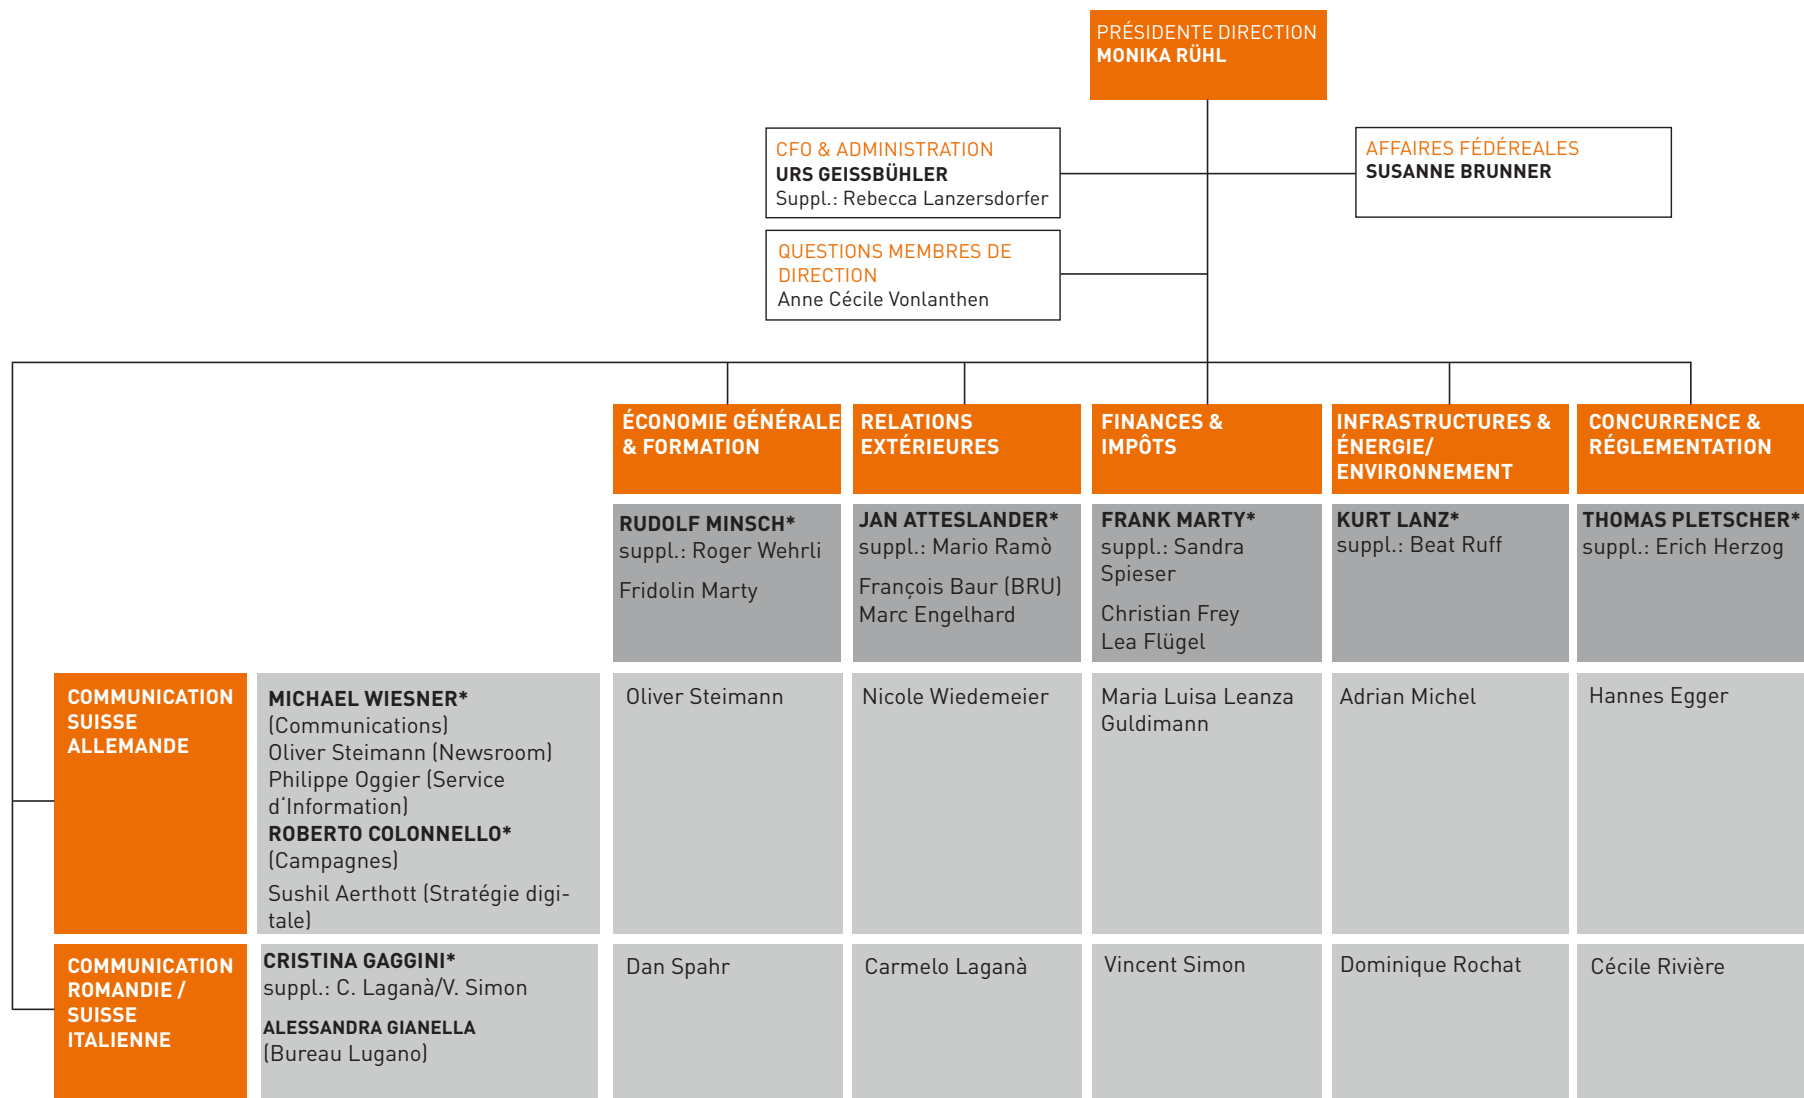 PRÉSIDENTE DIRECTION
MONIKA RÜHL
CFO & ADMINISTRATION
URS GEISSBÜHLER
Suppl.: Rebecca Lanzersdorfer
AFFAIRES FÉDÉREALES
SUSANNE BRUNNER
QUESTIONS MEMBRES DE
DIRECTION
Anne Cécile Vonlanthen
ÉCONOMIE GÉNÉRALE
& FORMATION
RELATIONS
EXTÉRIEURES
FINANCES &
IMPÔTS
INFRASTRUCTURES &
ÉNERGIE/
ENVIRONNEMENT
CONCURRENCE &
RÉGLEMENTATION
RUDOLF MINSCH*
suppl.: Roger Wehrli
Fridolin Marty
JAN ATTESLANDER*
suppl.: Mario Ramò
François Baur (BRU)
Marc Engelhard
FRANK MARTY*
suppl.: Sandra
Spieser
Christian Frey
Lea Flügel
KURT LANZ*
suppl.: Beat Ruff
THOMAS PLETSCHER*
suppl.: Erich Herzog
COMMUNICATION
SUISSE
ALLEMANDE
MICHAEL WIESNER*
(Communications)
Oliver Steimann (Newsroom)
Philippe Oggier (Service
d‘Information)
ROBERTO COLONNELLO*
(Campagnes)
Sushil Aerthott (Stratégie digi-
tale)
Oliver Steimann
Nicole Wiedemeier
Maria Luisa Leanza
Guldimann
Adrian Michel
Hannes Egger
COMMUNICATION
ROMANDIE /
SUISSE
ITALIENNE
CRISTINA GAGGINI*
suppl.: C. Laganà/V. Simon
ALESSANDRA GIANELLA
(Bureau Lugano)
Dan Spahr
Carmelo Laganà
Vincent Simon
Dominique Rochat
Cécile Rivière